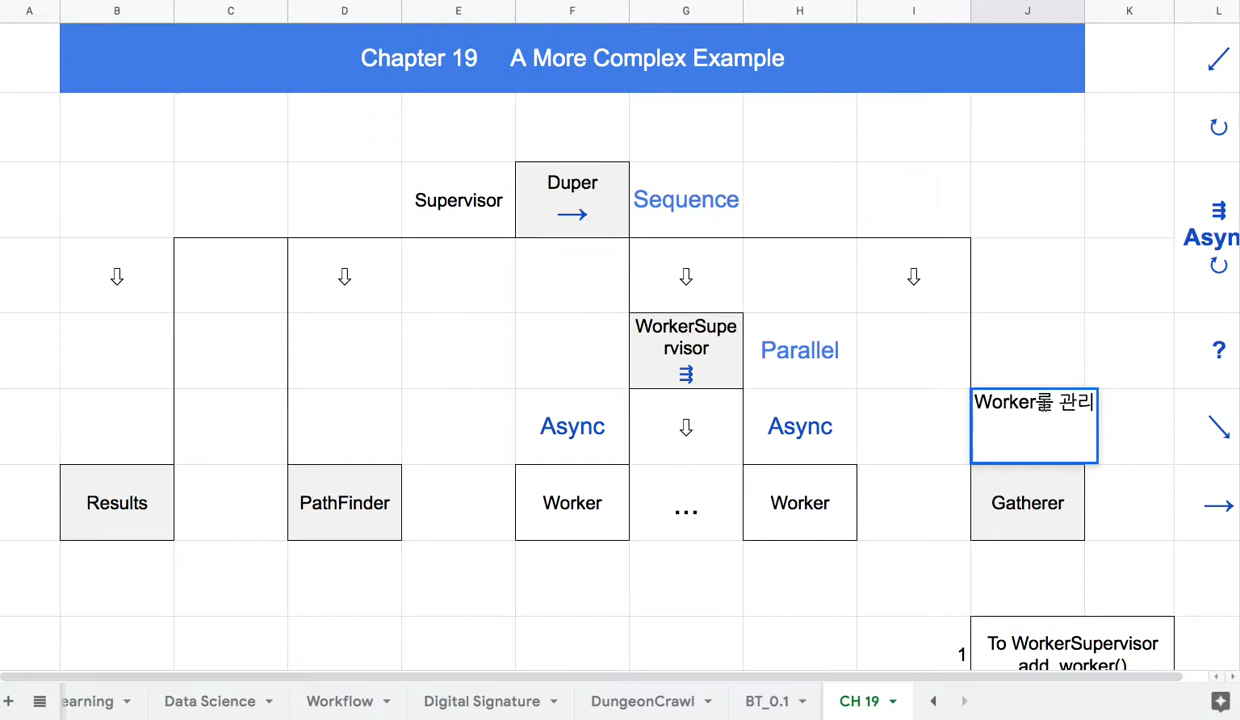 A B C D E F G H I J K L
Chapter 19 A More Complex Example
Supervisor
Duper
→
Sequence
↙
↻
⇶
Asyn
↻
⇩ ⇩ ⇩ ⇩
WorkerSupe
rvisor
⇶
Parallel
?
Async
⇩
Async
Worker를 관리
↘
Results
PathFinder
Worker
...
Worker
Gatherer
→
1
To WorkerSupervisor
add_worker()
+
earning
Data Science
Workflow
Digital Signature
DungeonCrawl
BT_0.1
CH 19